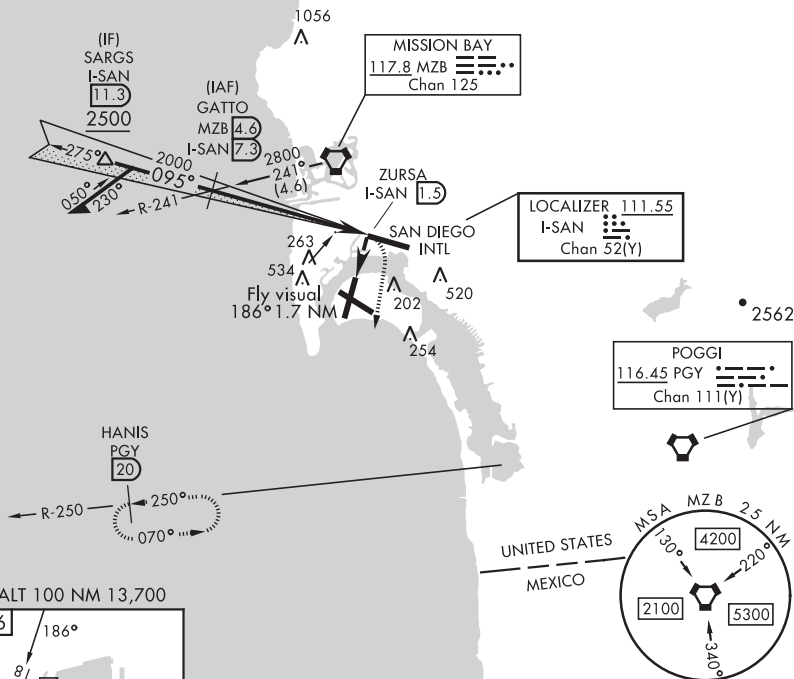 1056
(IF)
SARGS
I-SAN
11.3
2500
(IAF)
GATTO
MZB 4.6
I-SAN 7.3
MISSION BAY
117.8 MZB
Chan 125
275°
2000
095°
2800
241°
(4.6)
050°
230°
R-241
ZURSA
I-SAN 1.5
LOCALIZER 111.55
I-SAN
Chan 52(Y)
SAN DIEGO
INTL
263
534
Fly visual
186° 1.7 NM
202
520
254
2562
POGGI
116.45 PGY
Chan 111(Y)
HANIS
PGY
20
R-250
250°
070°
UNITED STATES
MEXICO
MSA MZB 25 NM
130°
4200
220°
2100
5300
340°
ALT 100 NM 13,700
186°